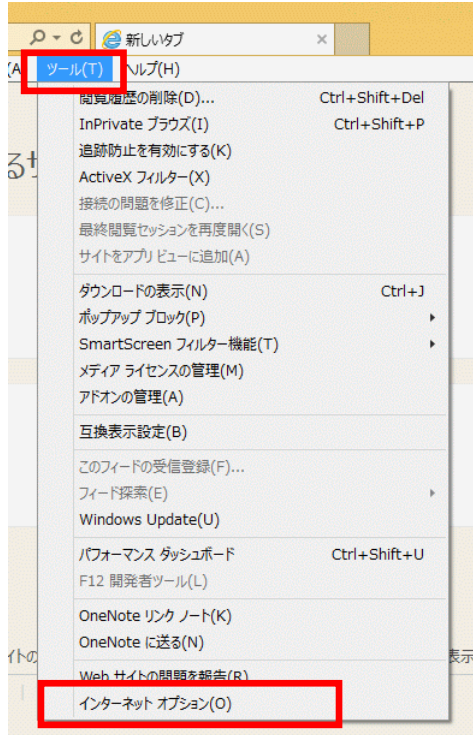 新しいタブ
(A ツール(T) ヘルプ(H)
閲覧履歴の削除(D)... Ctrl+Shift+Del
InPrivate ブラウズ(I) Ctrl+Shift+P
追跡防止を有効にする(K)
ActiveX フィルター(X)
接続の問題を修正(C)...
最終閲覧セッションを再度開く(S)
サイトをアプリ ビューに追加(A)
ダウンロードの表示(N) Ctrl+J
ポップアップ ブロック(P)
SmartScreen フィルター機能(T)
メディア ライセンスの管理(M)
アドオンの管理(A)
互換表示設定(B)
このフィードの受信登録(F)...
フィード探索(E)
Windows Update(U)
パフォーマンス ダッシュボード Ctrl+Shift+U
F12 開発者ツール(L)
OneNote リンク ノート(K)
OneNote に送る(N)
イトの
表示
Web サイトの問題を報告(R)
インターネット オプション(O)